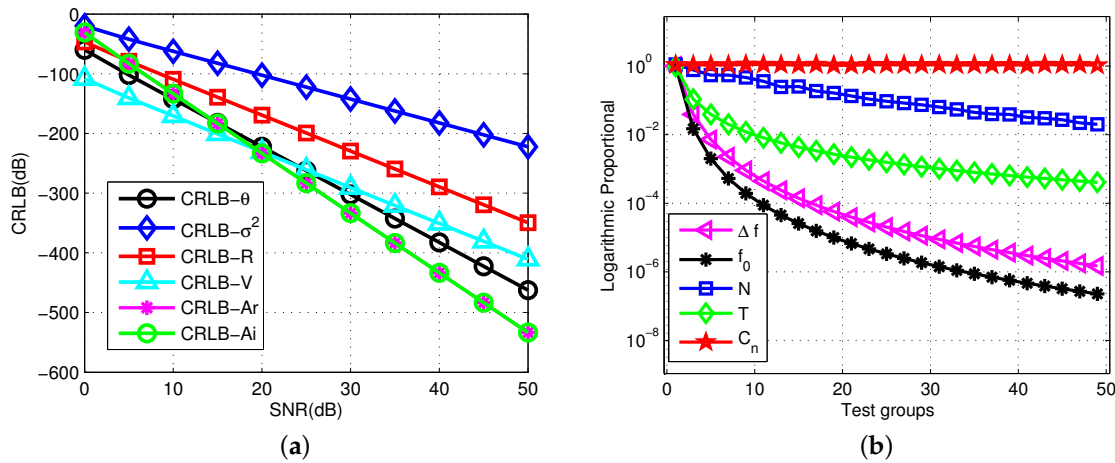 0
−100
−200
−300
−400
−500
−600
CRLB(dB)
0 10 20 30 40 50
SNR(dB)
CRLB−θ
CRLB−σ²
CRLB−R
CRLB−V
CRLB−Ar
CRLB−Ai
(a)
10⁰
10⁻²
10⁻⁴
10⁻⁶
10⁻⁸
Logarithmic Proportional
0 10 20 30 40 50
Test groups
Δ f
f₀
N
T
Cₙ
(b)